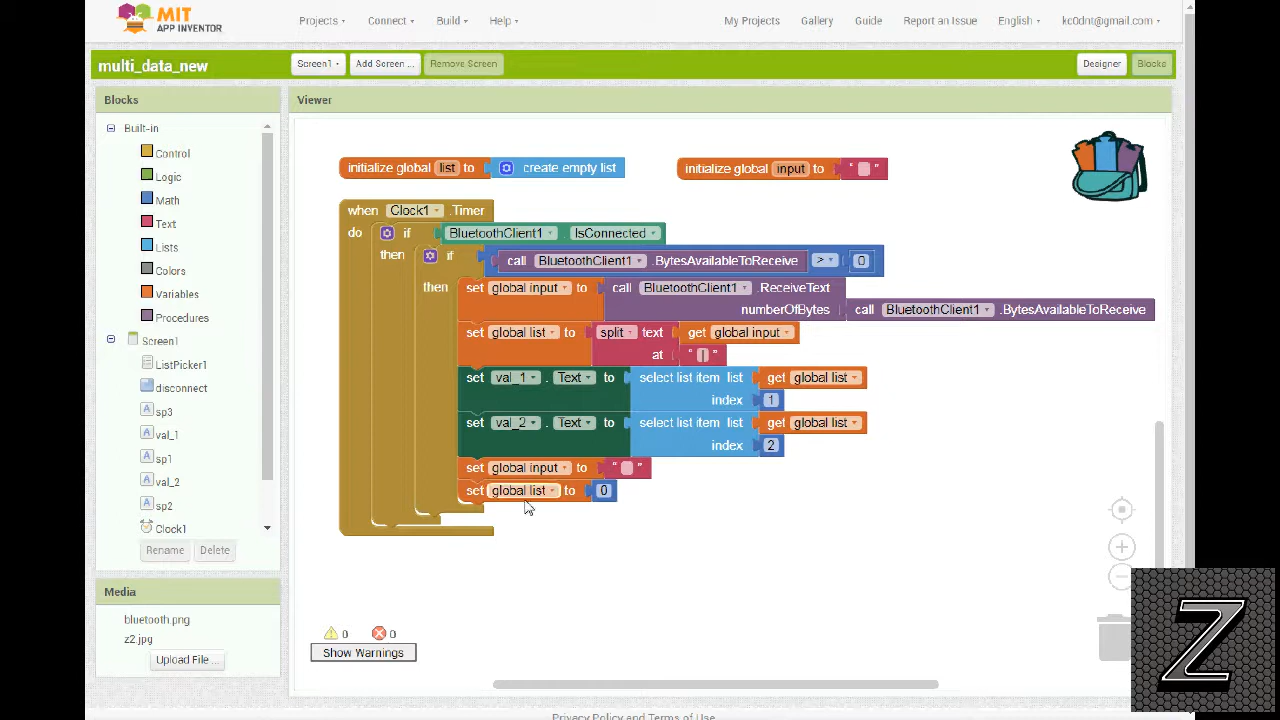 MIT
APP INVENTOR
Projects Connect Build Help My Projects Gallery Guide Report an Issue English kc0dnt@gmail.com
multi_data_new Screen1 Add Screen ... Remove Screen Designer Blocks
Blocks
Viewer
Built-in
Control
Logic
Math
Text
Lists
Colors
Variables
Procedures
Screen1
ListPicker1
disconnect
sp3
val_1
sp1
val_2
sp2
Clock1
Rename Delete
Media
bluetooth.png
z2.jpg
Upload File ...
initialize global list to create empty list
initialize global input to " "
when Clock1 .Timer
do if BluetoothClient1 . IsConnected
then if call BluetoothClient1 .BytesAvailableToReceive > 0
then set global input to call BluetoothClient1 .ReceiveText
numberOfBytes call BluetoothClient1 .BytesAvailableToReceive
set global list to split text get global input
at " | "
set val_1 . Text to select list item list get global list
index 1
set val_2 . Text to select list item list get global list
index 2
set global input to " "
set global list to 0
0 0
Show Warnings
Z
Privacy Policy and Terms of Use